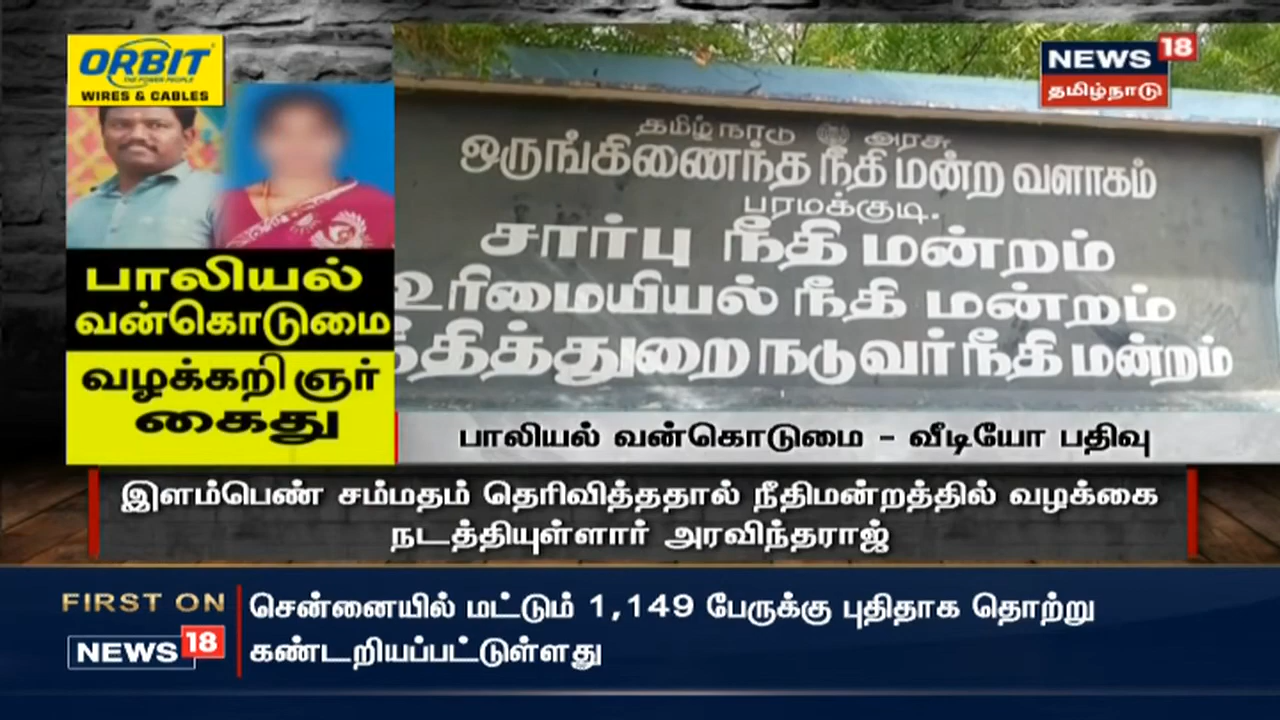 ORBIT
THE POWER PEOPLE
WIRES & CABLES
NEWS 18
தமிழ்நாடு
தமிழ்நாடு அரசு
ஒருங்கிணைந்த நீதி மன்ற வளாகம்
பரமக்குடி.
சார்பு நீதி மன்றம்
உரிமையியல் நீதி மன்றம்
நீதித்துறை நடுவர் நீதி மன்றம்
பாலியல்
வன்கொடுமை
வழக்கறிஞர்
கைது
பாலியல் வன்கொடுமை - வீடியோ பதிவு
இளம்பெண் சம்மதம் தெரிவித்ததால் நீதிமன்றத்தில் வழக்கை
நடத்தியுள்ளார் அரவிந்தராஜ்
FIRST ON
NEWS 18
சென்னையில் மட்டும் 1,149 பேருக்கு புதிதாக தொற்று
கண்டறியப்பட்டுள்ளது